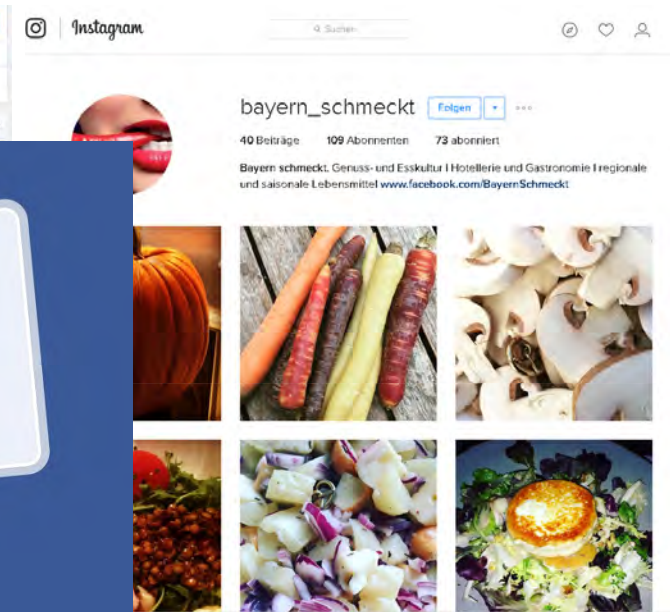 Instagram
Suchen
bayern_schmeckt Folgen
40 Beiträge 109 Abonnenten 73 abonniert
Bayern schmeckt. Genuss- und Esskultur I Hotellerie und Gastronomie I regionale
und saisonale Lebensmittel www.facebook.com/BayernSchmeckt